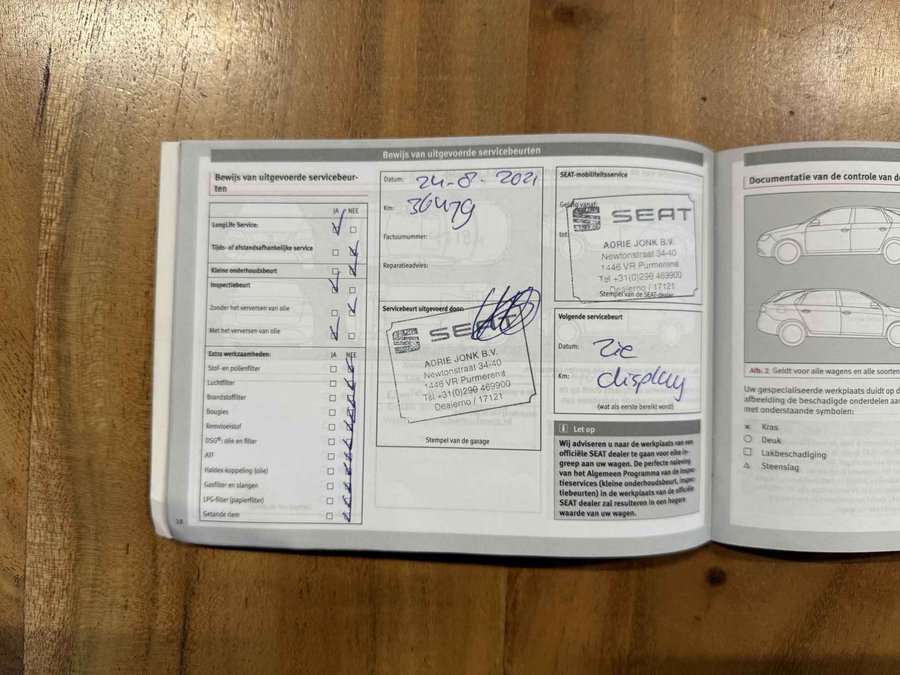 Bewijs van uitgevoerde servicebeurten
Bewijs van uitgevoerde servicebeur-
ten
JA NEE
LongLife Service:
Tijds- of afstandsafhankelijke service
Kleine onderhoudsbeurt
Inspectiebeurt
Zonder het verversen van olie
Met het verversen van olie
Extra werkzaamheden: JA NEE
Stof- en pollenfilter
Luchtfilter
Brandstoffilter
Bougies
Remvloeistof
DSG®: olie en filter
ATF
Haldex-koppeling (olie)
Gasfilter en slangen
LPG-filter (papierfilter)
Getande riem
Datum: 24-8-2021
Km: 36479
Factuurnummer:
Reparatieadvies:
Servicebeurt uitgevoerd door:
SEAT
ADRIE JONK B.V.
Newtonstraat 34-40
1446 VR Purmerend
Tel +31(0)299 469900
Dealerno / 17121
Stempel van de garage
SEAT-mobiliteitsservice
Geldig vanaf:
tot:
SEAT
ADRIE JONK B.V.
Newtonstraat 34-40
1446 VR Purmerend
Tel +31(0)299 469900
Dealerno / 17121
Stempel van de SEAT-dealer
Volgende servicebeurt
Datum: Zie
Km: display
(wat als eerste bereikt wordt)
Let op
Wij adviseren u naar de werkplaats van een
officiële SEAT dealer te gaan voor elke in-
greep aan uw wagen. De perfecte naleving
van het Algemeen Programma van de Inspec-
tieservices (kleine onderhoudsbeurt, inspec-
tiebeurten) in de werkplaats van de officiële
SEAT dealer zal resulteren in een hogere
waarde van uw wagen.
Documentatie van de controle van de
Afb. 2 Geldt voor alle wagens en alle soorten
Uw gespecialiseerde werkplaats duidt op de
afbeelding de beschadigde onderdelen aan
met onderstaande symbolen:
Kras
Deuk
Lakbeschadiging
Steenslag